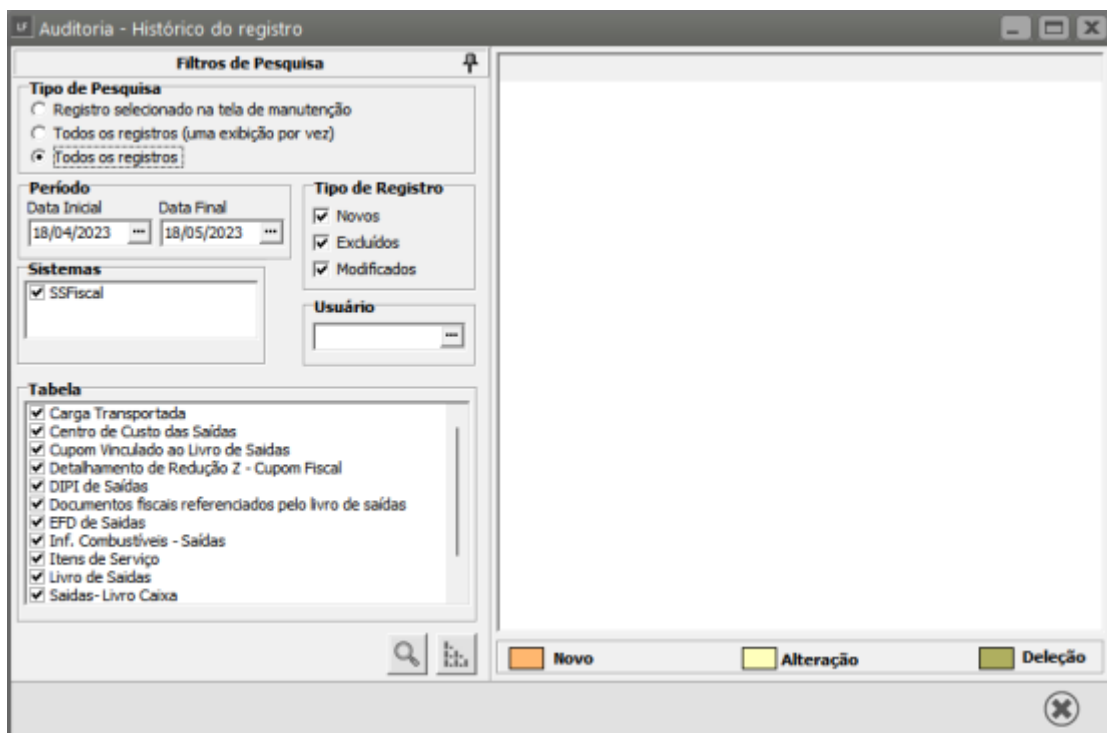 LF Auditoria - Histórico do registro
Filtros de Pesquisa
Tipo de Pesquisa
Registro selecionado na tela de manutenção
Todos os registros (uma exibição por vez)
Todos os registros
Período
Data Inicial Data Final
18/04/2023 ... 18/05/2023 ...
Tipo de Registro
Novos
Excluídos
Modificados
Sistemas
SSFiscal
Usuário
...
Tabela
Carga Transportada
Centro de Custo das Saídas
Cupom Vinculado ao Livro de Saidas
Detalhamento de Redução Z - Cupom Fiscal
DIPI de Saídas
Documentos fiscais referenciados pelo livro de saídas
EFD de Saidas
Inf. Combustíveis - Saídas
Itens de Serviço
Livro de Saidas
Saidas- Livro Caixa
Novo Alteração Deleção